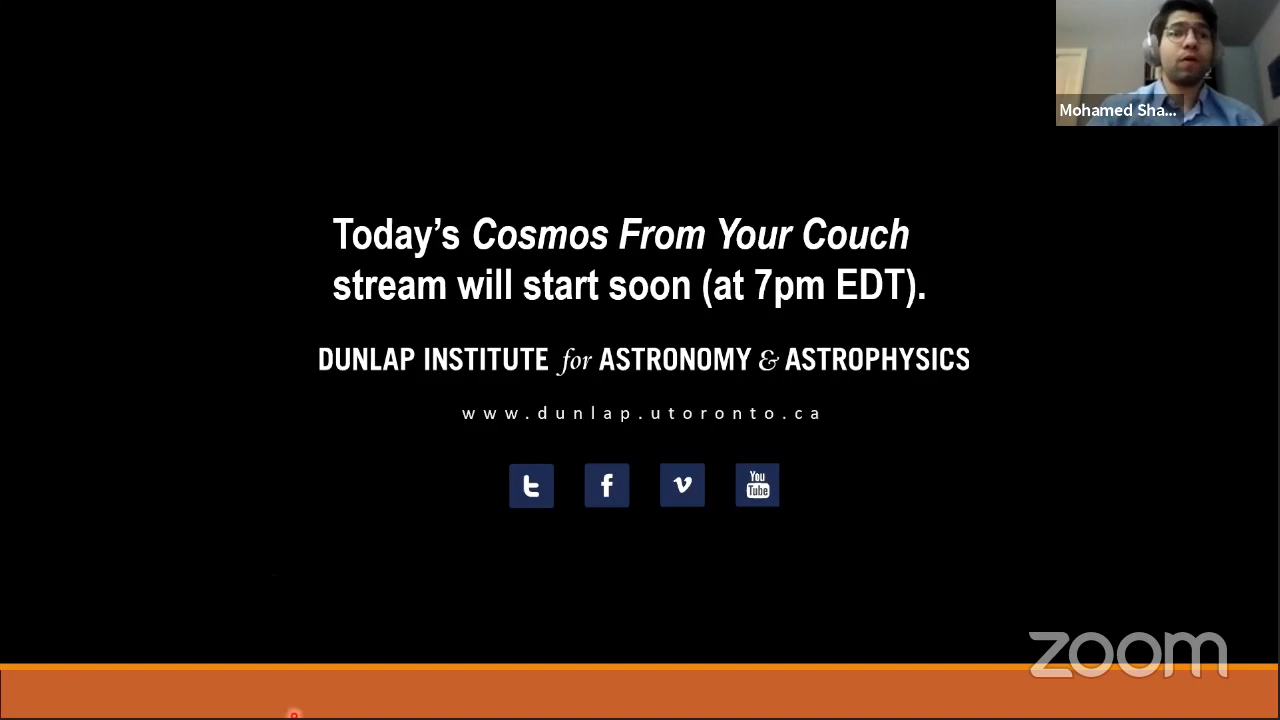 Mohamed Sha...
Today’s Cosmos From Your Couch
stream will start soon (at 7pm EDT).
DUNLAP INSTITUTE for ASTRONOMY & ASTROPHYSICS
www.dunlap.utoronto.ca
t f v You
Tube
zoom